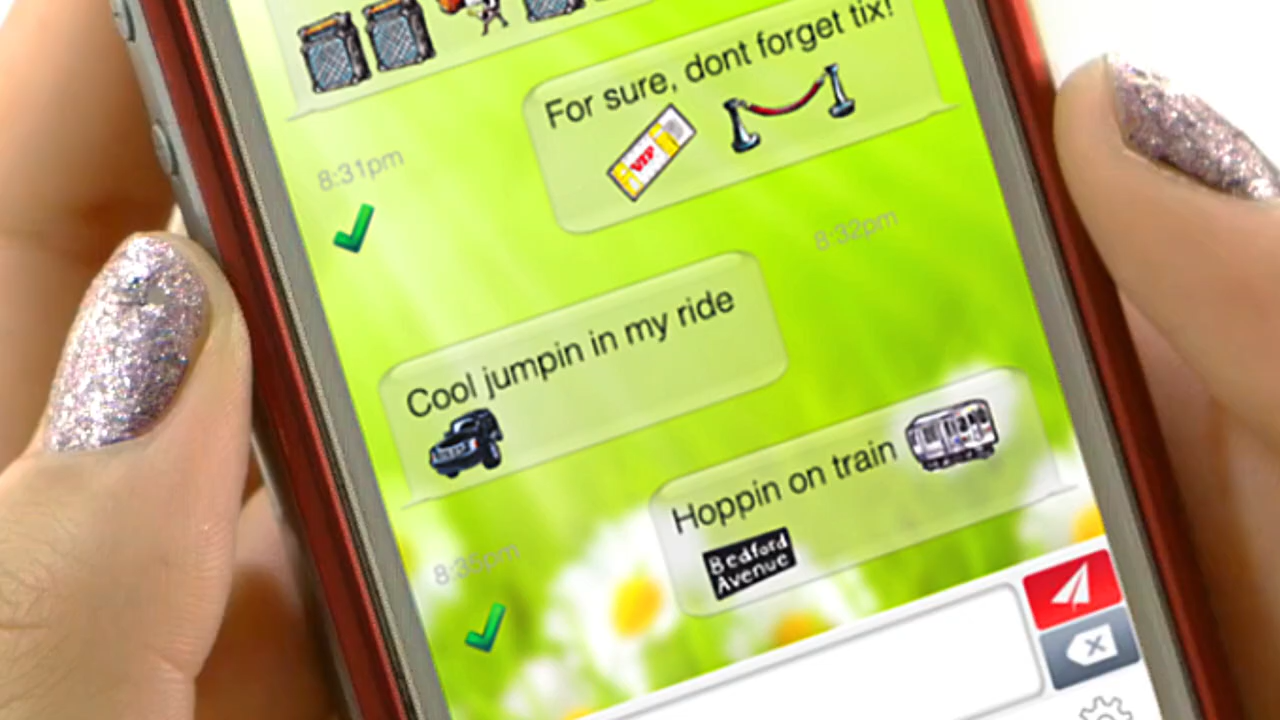 For sure, dont forget tix!
VIP
8:31pm
8:32pm
Cool jumpin in my ride
Hoppin on train
Bedford
Avenue
8:35pm